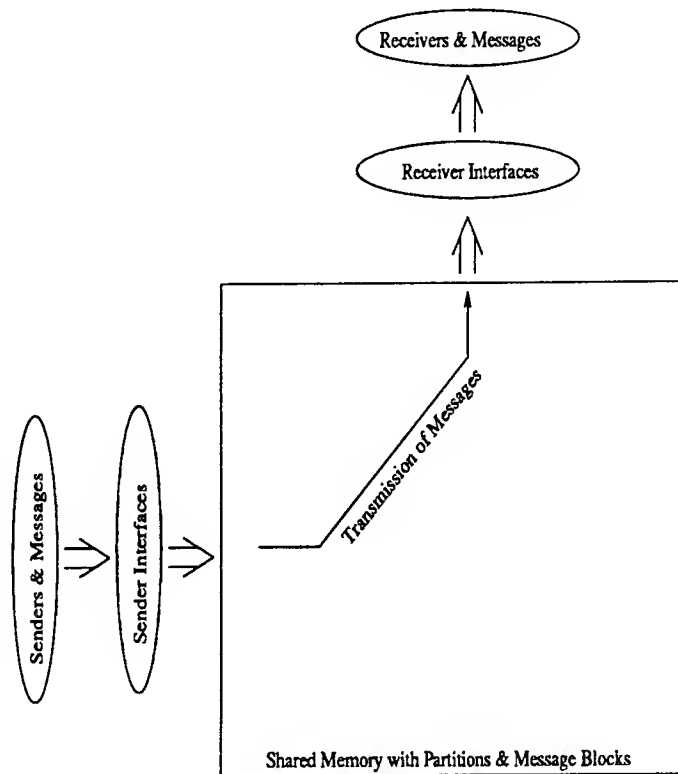 Receivers & Messages
Receiver Interfaces
Transmission of Messages
Senders & Messages
Sender Interfaces
Shared Memory with Partitions & Message Blocks